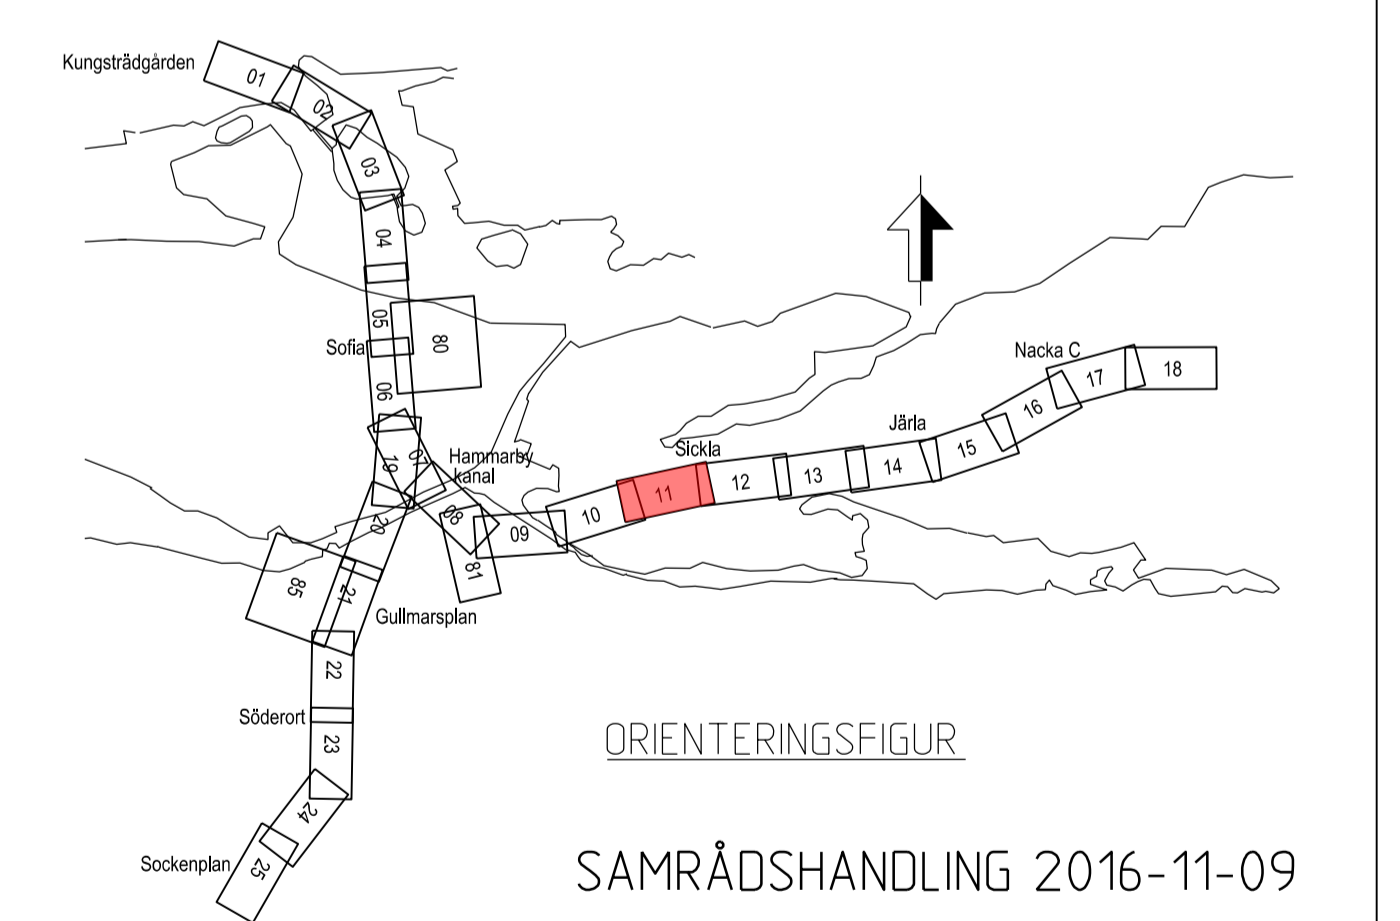 Kungsträdgården
01
02
03
04
05
Sofia
80
06
19
07
Hammarby
kanal
20
08
09
81
10
11
Sickla
12
13
14
Järla
15
16
Nacka C
17
18
85
21
Gullmarsplan
22
Söderort
23
24
Sockenplan
25
ORIENTERINGSFIGUR
SAMRÅDSHANDLING 2016-11-09